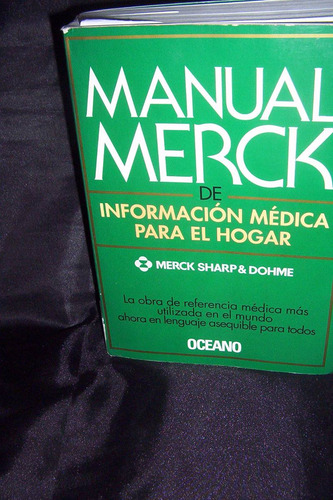 MANUAL
MERCK
DE
INFORMACIÓN MÉDICA
PARA EL HOGAR
MERCK SHARP & DOHME
La obra de referencia médica más
utilizada en el mundo
ahora en lenguaje asequible para todos
OCEANO